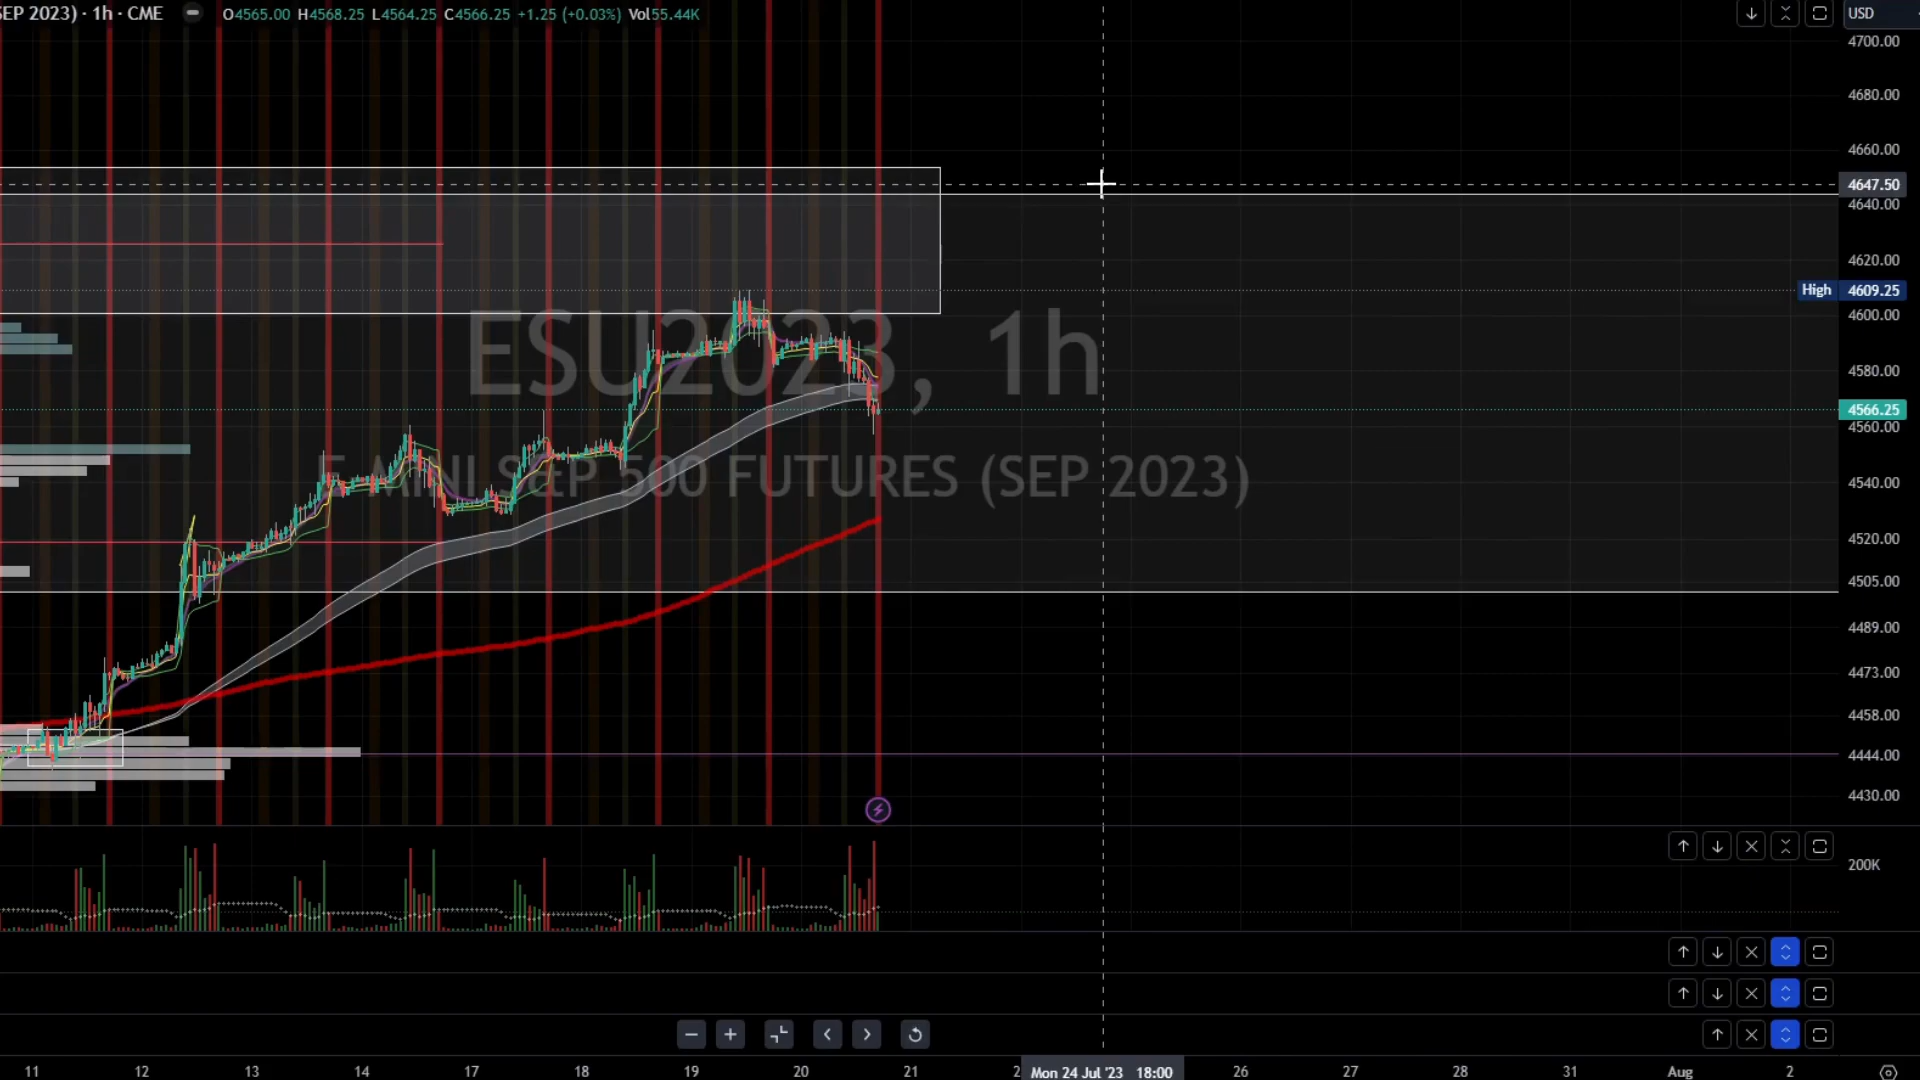 SEP 2023) · 1h · CME
O4565.00 H4568.25 L4564.25 C4566.25 +1.25 (+0.03%) Vol55.44K
USD
4700.00
4680.00
4660.00
4647.50
4640.00
4620.00
High 4609.25
4600.00
4580.00
4566.25
4560.00
4540.00
4520.00
4505.00
4489.00
4473.00
4458.00
4444.00
4430.00
ESU2023, 1h
E-MINI S&P 500 FUTURES (SEP 2023)
200K
11 12 13 14 17 18 19 20 21 2 Mon 24 Jul '23 18:00 26 27 28 31 Aug 2